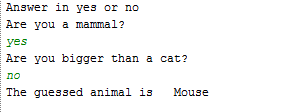 Answer in yes or no
Are you a mammal?
yes
Are you bigger than a cat?
no
The guessed animal is   Mouse